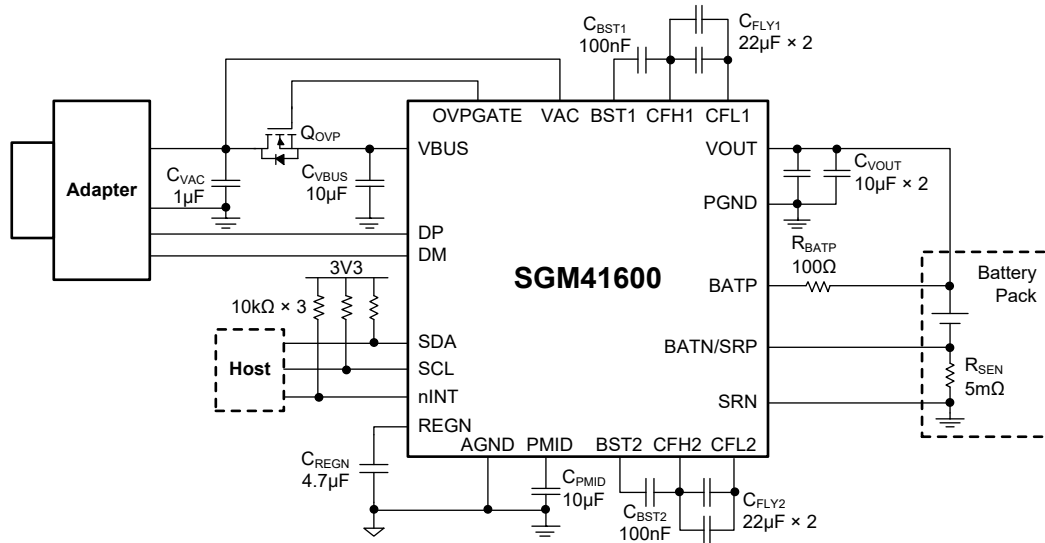 C_BST1
100nF
C_FLY1
22µF × 2
OVPGATE
VAC
BST1
CFH1
CFL1
Q_OVP
Adapter
C_VAC
1µF
C_VBUS
10µF
VBUS
VOUT
C_VOUT
10µF × 2
PGND
DP
DM
SGM41600
R_BATP
100Ω
BATP
Battery
Pack
3V3
10kΩ × 3
Host
SDA
SCL
nINT
REGN
BATN/SRP
R_SEN
5mΩ
SRN
AGND
PMID
BST2
CFH2
CFL2
C_REGN
4.7µF
C_PMID
10µF
C_BST2
100nF
C_FLY2
22µF × 2